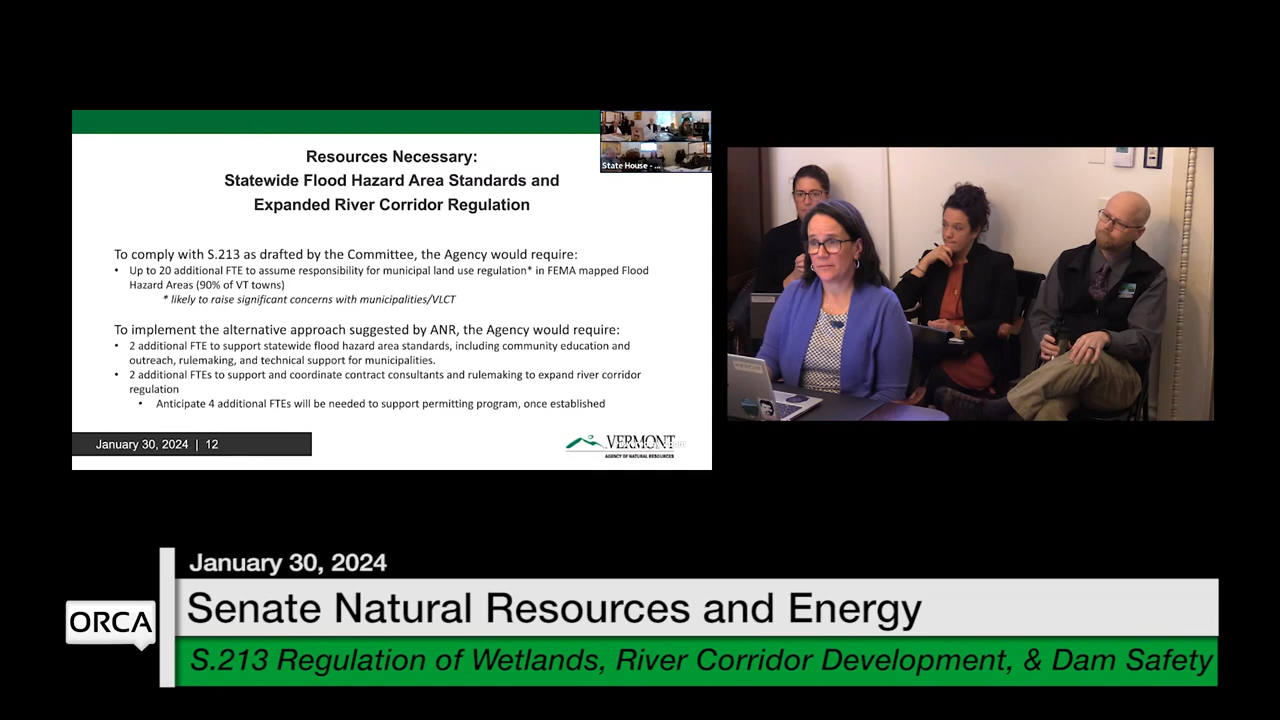 Resources Necessary:
Statewide Flood Hazard Area Standards and
Expanded River Corridor Regulation
State House - ...
To comply with S.213 as drafted by the Committee, the Agency would require:
• Up to 20 additional FTE to assume responsibility for municipal land use regulation* in FEMA mapped Flood
Hazard Areas (90% of VT towns)
* likely to raise significant concerns with municipalities/VLCT
To implement the alternative approach suggested by ANR, the Agency would require:
• 2 additional FTE to support statewide flood hazard area standards, including community education and
outreach, rulemaking, and technical support for municipalities.
• 2 additional FTEs to support and coordinate contract consultants and rulemaking to expand river corridor
regulation
• Anticipate 4 additional FTEs will be needed to support permitting program, once established
January 30, 2024 | 12
VERMONT
AGENCY OF NATURAL RESOURCES
January 30, 2024
ORCA
Senate Natural Resources and Energy
S.213 Regulation of Wetlands, River Corridor Development, & Dam Safety